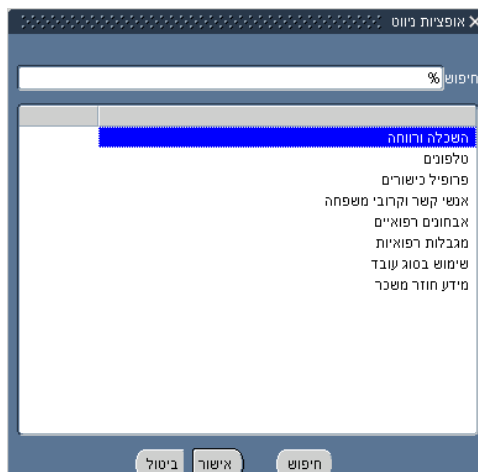 אופציות ניווט
חיפוש %
השכלה ורווחה
טלפונים
פרופיל כישורים
אנשי קשר וקרובי משפחה
אבחונים רפואיים
מגבלות רפואיות
שימוש בסוג עובד
מידע חוזר משכר
חיפוש אישור ביטול